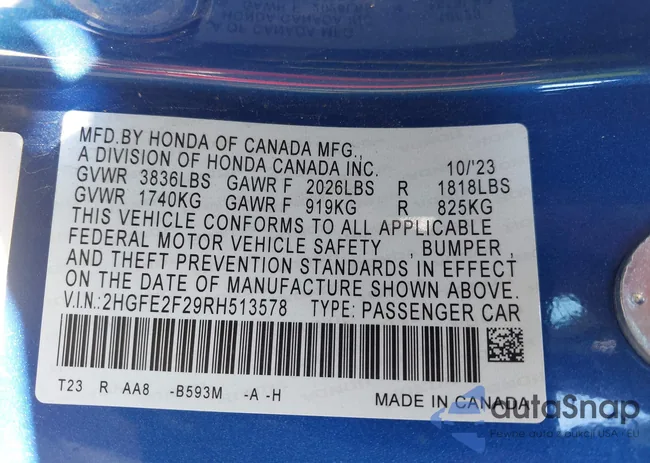 MFD.BY HONDA OF CANADA MFG.,
A DIVISION OF HONDA CANADA INC. 10/'23
GVWR 3836LBS GAWR F 2026LBS R 1818LBS
GVWR 1740KG GAWR F 919KG R 825KG
THIS VEHICLE CONFORMS TO ALL APPLICABLE
FEDERAL MOTOR VEHICLE SAFETY , BUMPER ,
AND THEFT PREVENTION STANDARDS IN EFFECT
ON THE DATE OF MANUFACTURE SHOWN ABOVE.
V.I.N.:2HGFE2F29RH513578 TYPE: PASSENGER CAR
T23 R AA8 -B593M -A -H MADE IN CANADA
autoSnap